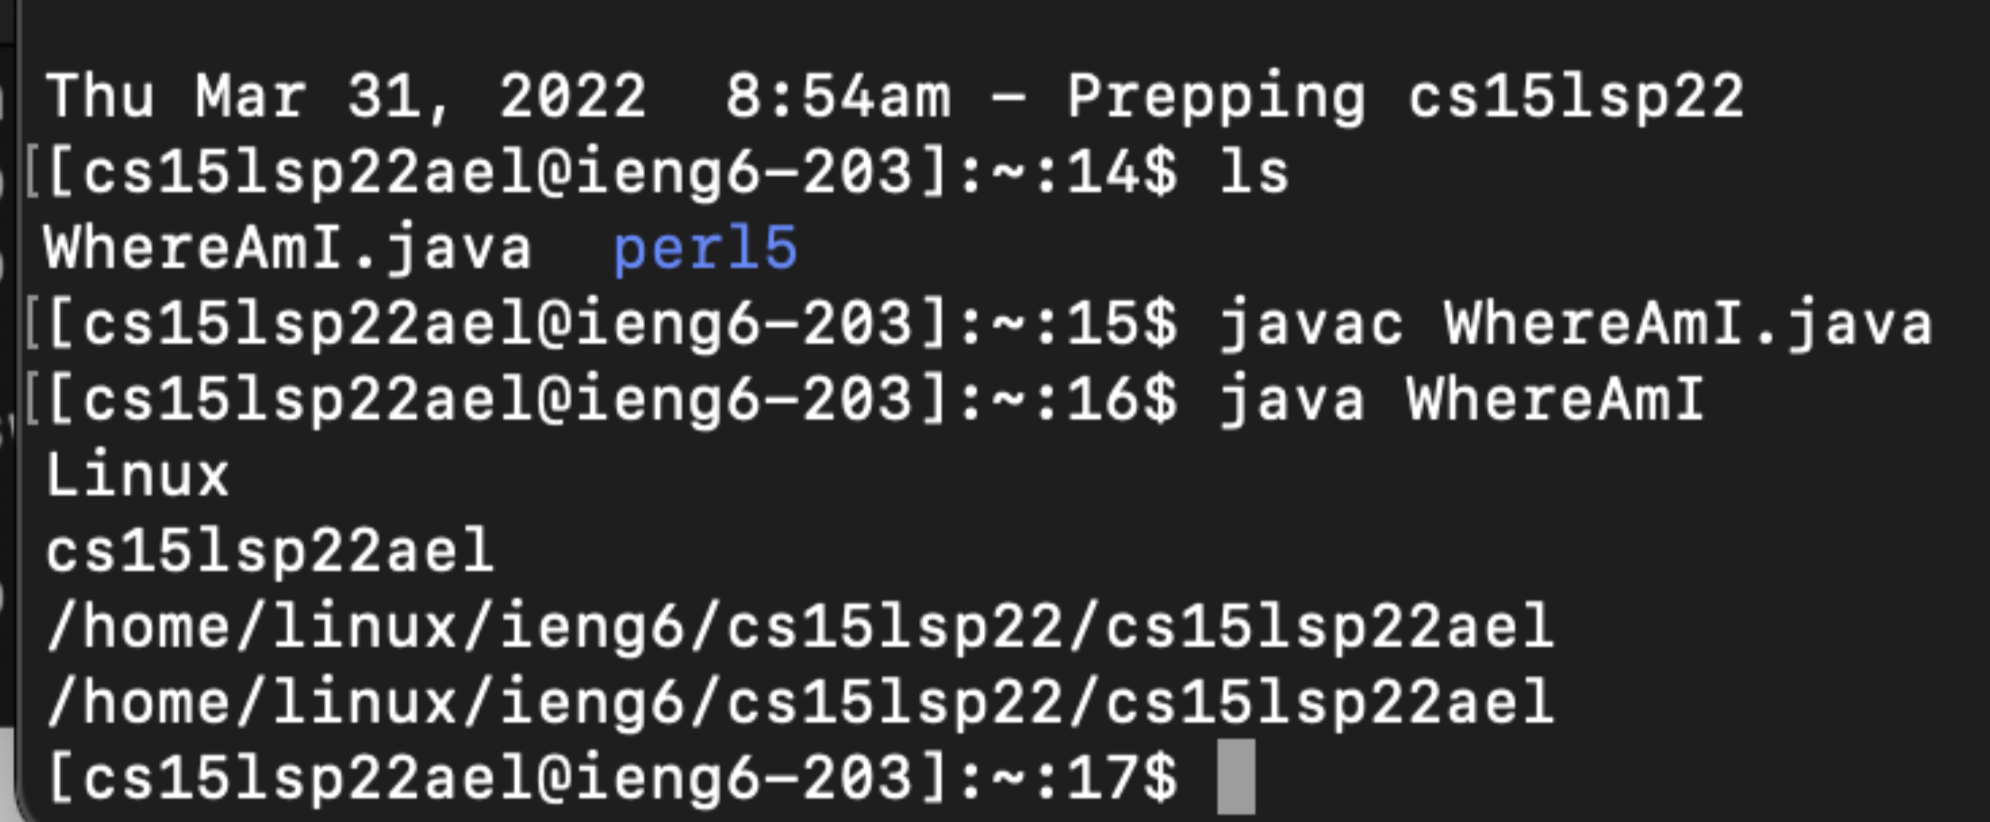 Thu Mar 31, 2022  8:54am – Prepping cs15lsp22
[[cs15lsp22ael@ieng6-203]:~:14$ ls
WhereAmI.java  perl5
[[cs15lsp22ael@ieng6-203]:~:15$ javac WhereAmI.java
[[cs15lsp22ael@ieng6-203]:~:16$ java WhereAmI
Linux
cs15lsp22ael
/home/linux/ieng6/cs15lsp22/cs15lsp22ael
/home/linux/ieng6/cs15lsp22/cs15lsp22ael
[cs15lsp22ael@ieng6-203]:~:17$